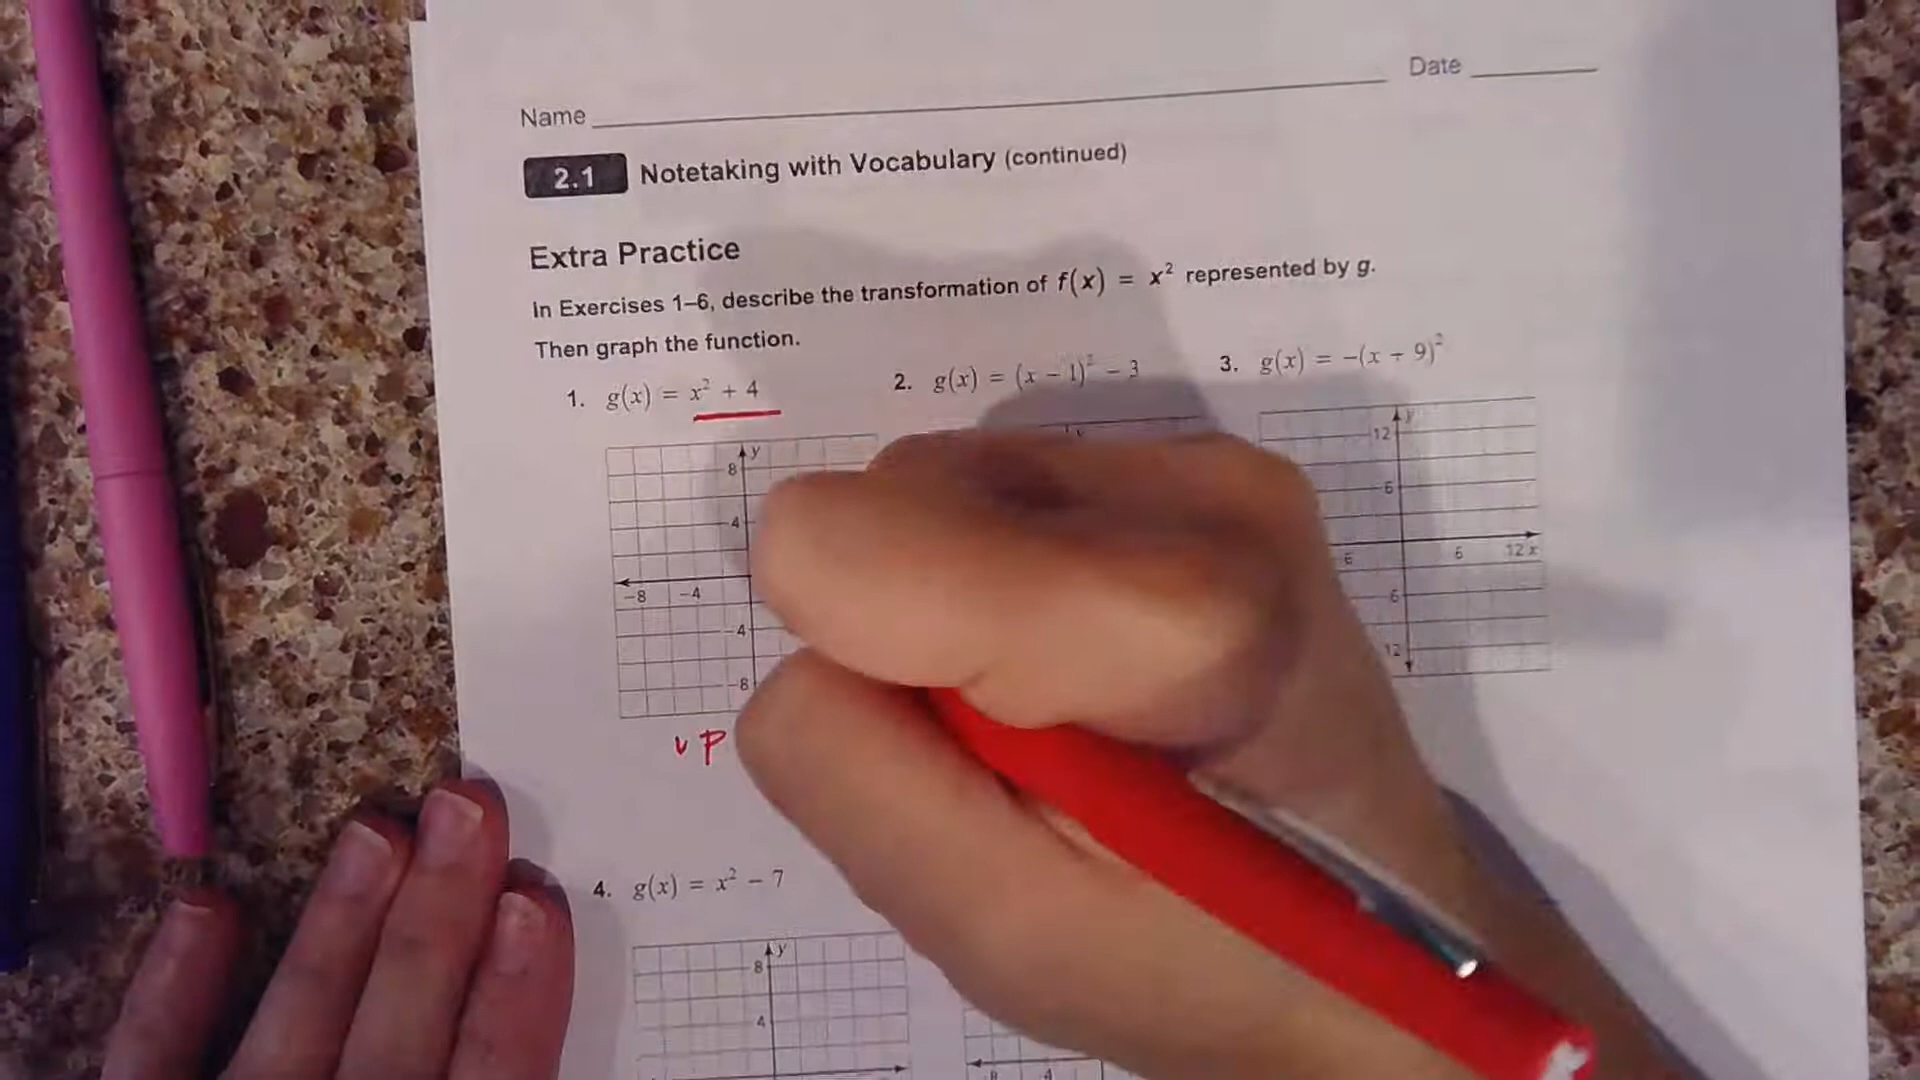 Name Date
2.1 Notetaking with Vocabulary (continued)
Extra Practice
In Exercises 1–6, describe the transformation of f(x) = x² represented by g.
Then graph the function.
1. g(x) = x² + 4
2. g(x) = (x − 1)² − 3
3. g(x) = −(x + 9)²
y
8
4
−8 −4
−4
−8
y
12
6
6 6 12 x
−6
12
up
4. g(x) = x² − 7
y
8
4